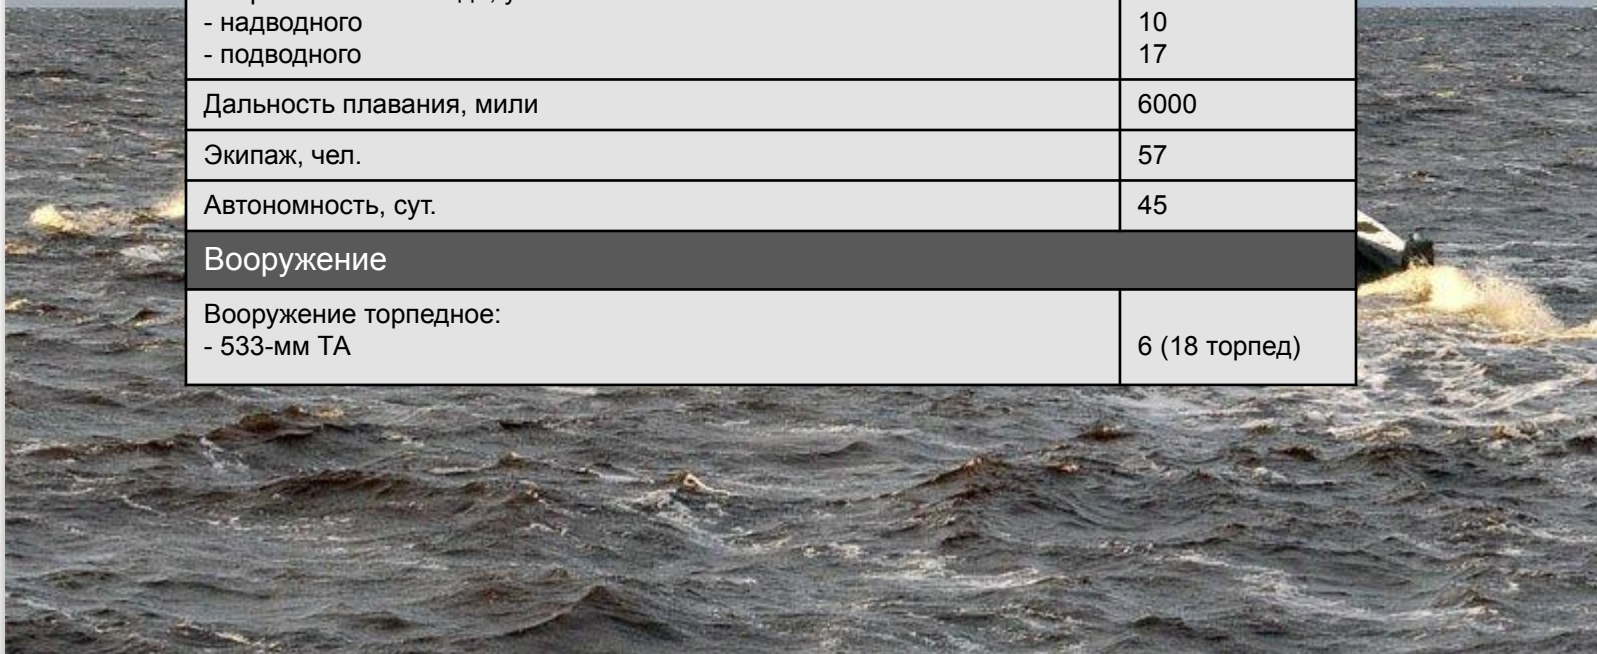 - надводного
- подводного
10
17
Дальность плавания, мили
6000
Экипаж, чел.
57
Автономность, сут.
45
Вооружение
Вооружение торпедное:
- 533-мм ТА
6 (18 торпед)